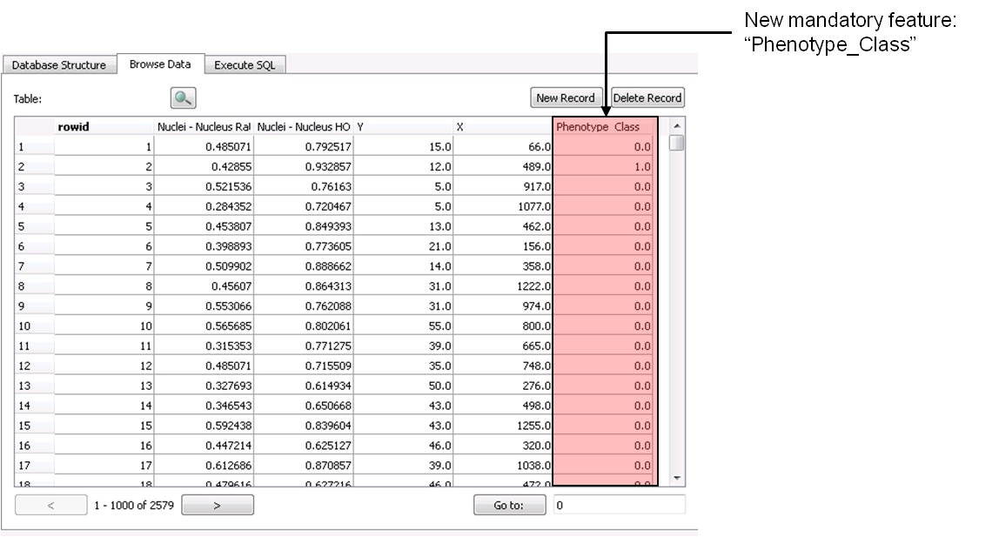 New mandatory feature:
“Phenotype_Class”
Database Structure Browse Data Execute SQL
Table: New Record Delete Record
rowid Nuclei - Nucleus Ra Nuclei - Nucleus HO Y X Phenotype_Class
1 1 0.485071 0.792517 15.0 66.0 0.0
2 2 0.42855 0.932857 12.0 489.0 1.0
3 3 0.521536 0.76163 5.0 917.0 0.0
4 4 0.284352 0.720467 5.0 1077.0 0.0
5 5 0.453807 0.849393 13.0 462.0 0.0
6 6 0.398893 0.773605 21.0 156.0 0.0
7 7 0.509902 0.888662 14.0 358.0 0.0
8 8 0.45607 0.864313 31.0 1222.0 0.0
9 9 0.553066 0.762088 31.0 974.0 0.0
10 10 0.565685 0.802061 55.0 800.0 0.0
11 11 0.315353 0.771275 39.0 665.0 0.0
12 12 0.485071 0.715509 35.0 748.0 0.0
13 13 0.327693 0.614934 50.0 276.0 0.0
14 14 0.346543 0.650668 43.0 498.0 0.0
15 15 0.592438 0.839604 43.0 1255.0 0.0
16 16 0.447214 0.625127 46.0 320.0 0.0
17 17 0.612686 0.870857 39.0 1038.0 0.0
18 18 0.479616 0.627216 46.0 472.0 0.0
< 1 - 1000 of 2579 > Go to: 0